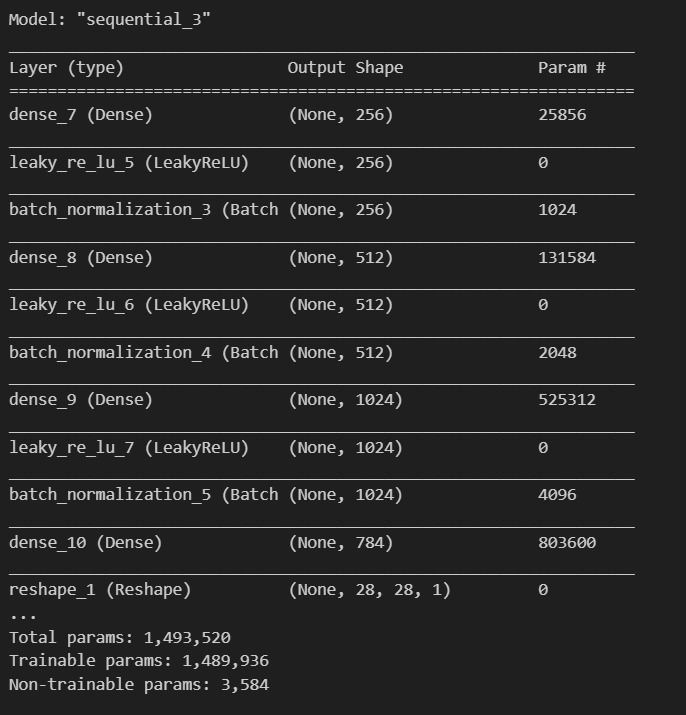 Model: "sequential_3"
_________________________________________________________________
Layer (type)                 Output Shape              Param #
=================================================================
dense_7 (Dense)              (None, 256)               25856
_________________________________________________________________
leaky_re_lu_5 (LeakyReLU)    (None, 256)               0
_________________________________________________________________
batch_normalization_3 (Batch (None, 256)               1024
_________________________________________________________________
dense_8 (Dense)              (None, 512)               131584
_________________________________________________________________
leaky_re_lu_6 (LeakyReLU)    (None, 512)               0
_________________________________________________________________
batch_normalization_4 (Batch (None, 512)               2048
_________________________________________________________________
dense_9 (Dense)              (None, 1024)              525312
_________________________________________________________________
leaky_re_lu_7 (LeakyReLU)    (None, 1024)              0
_________________________________________________________________
batch_normalization_5 (Batch (None, 1024)              4096
_________________________________________________________________
dense_10 (Dense)             (None, 784)               803600
_________________________________________________________________
reshape_1 (Reshape)          (None, 28, 28, 1)         0
...
Total params: 1,493,520
Trainable params: 1,489,936
Non-trainable params: 3,584